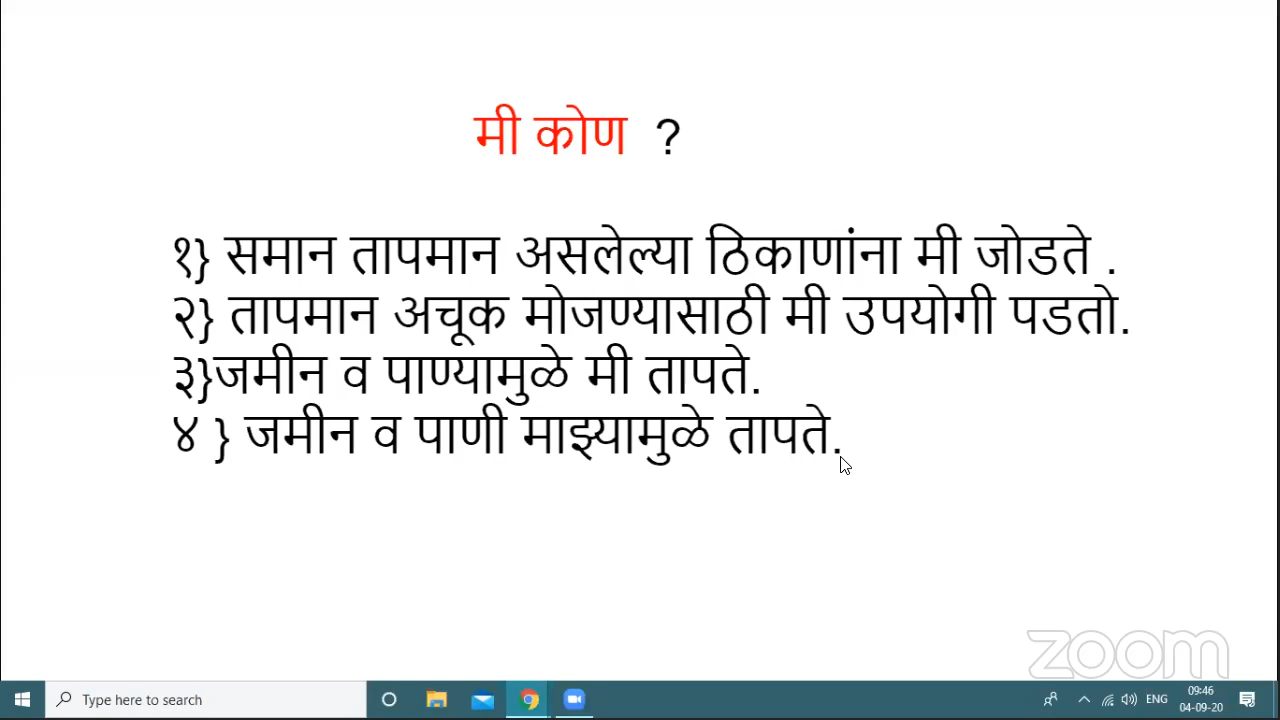 मी कोण ?
१} समान तापमान असलेल्या ठिकाणांना मी जोडते .
२} तापमान अचूक मोजण्यासाठी मी उपयोगी पडतो.
३}जमीन व पाण्यामुळे मी तापते.
४ } जमीन व पाणी माझ्यामुळे तापते.
zoom
Type here to search
ENG
09:46
04-09-20